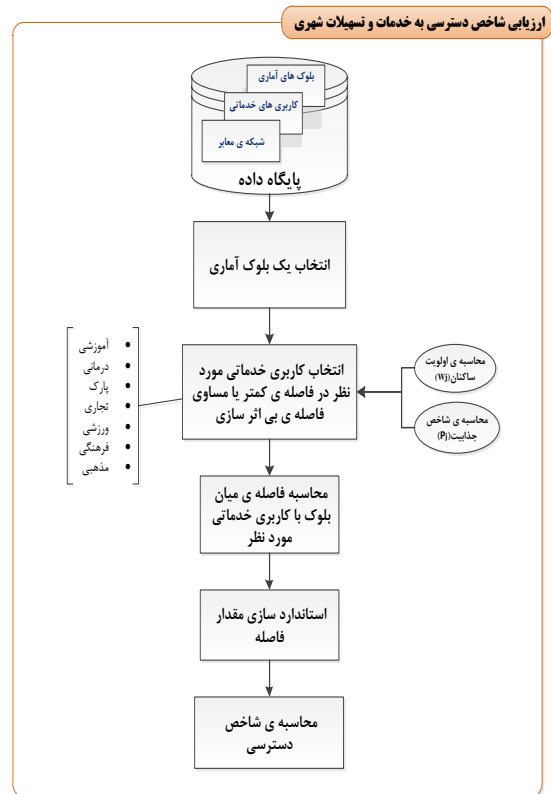 ارزیابی شاخص دسترسی به خدمات و تسهیلات شهری
بلوک های آماری
کاربری های خدماتی
شبکه ی معابر
پایگاه داده
انتخاب یک بلوک آماری
انتخاب کاربری خدماتی مورد
نظر در فاصله ی کمتر یا مساوی
فاصله ی بی اثر سازی
محاسبه ی اولویت
ساکنان(Wj)
محاسبه ی شاخص
جذابیت(Pj)
• آموزشی
• درمانی
• پارک
• تجاری
• ورزشی
• فرهنگی
• مذهبی
محاسبه فاصله ی میان
بلوک با کاربری خدماتی
مورد نظر
استاندارد سازی مقدار
فاصله
محاسبه ی شاخص
دسترسی